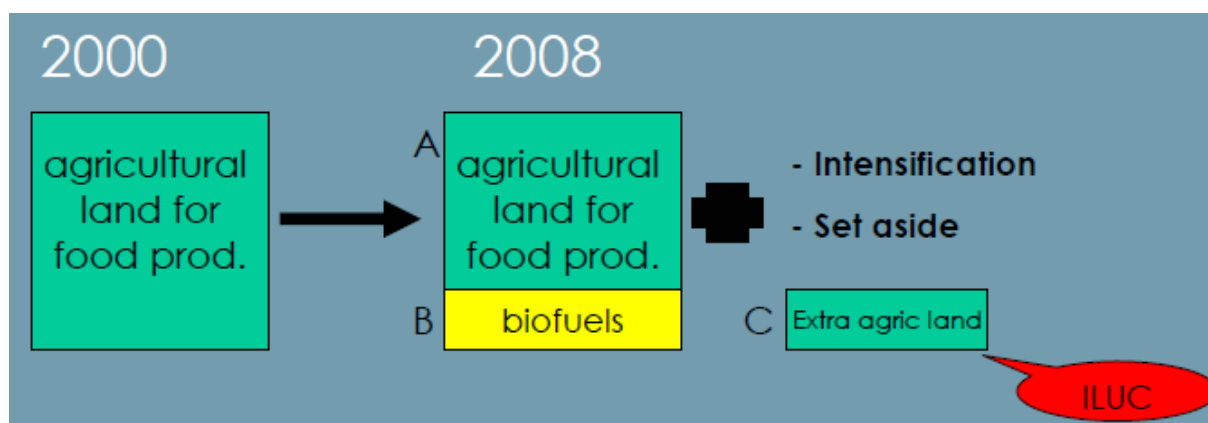 2000
2008
agricultural
land for
food prod.
A
agricultural
land for
food prod.
- Intensification
- Set aside
B
biofuels
C
Extra agric land
ILUC